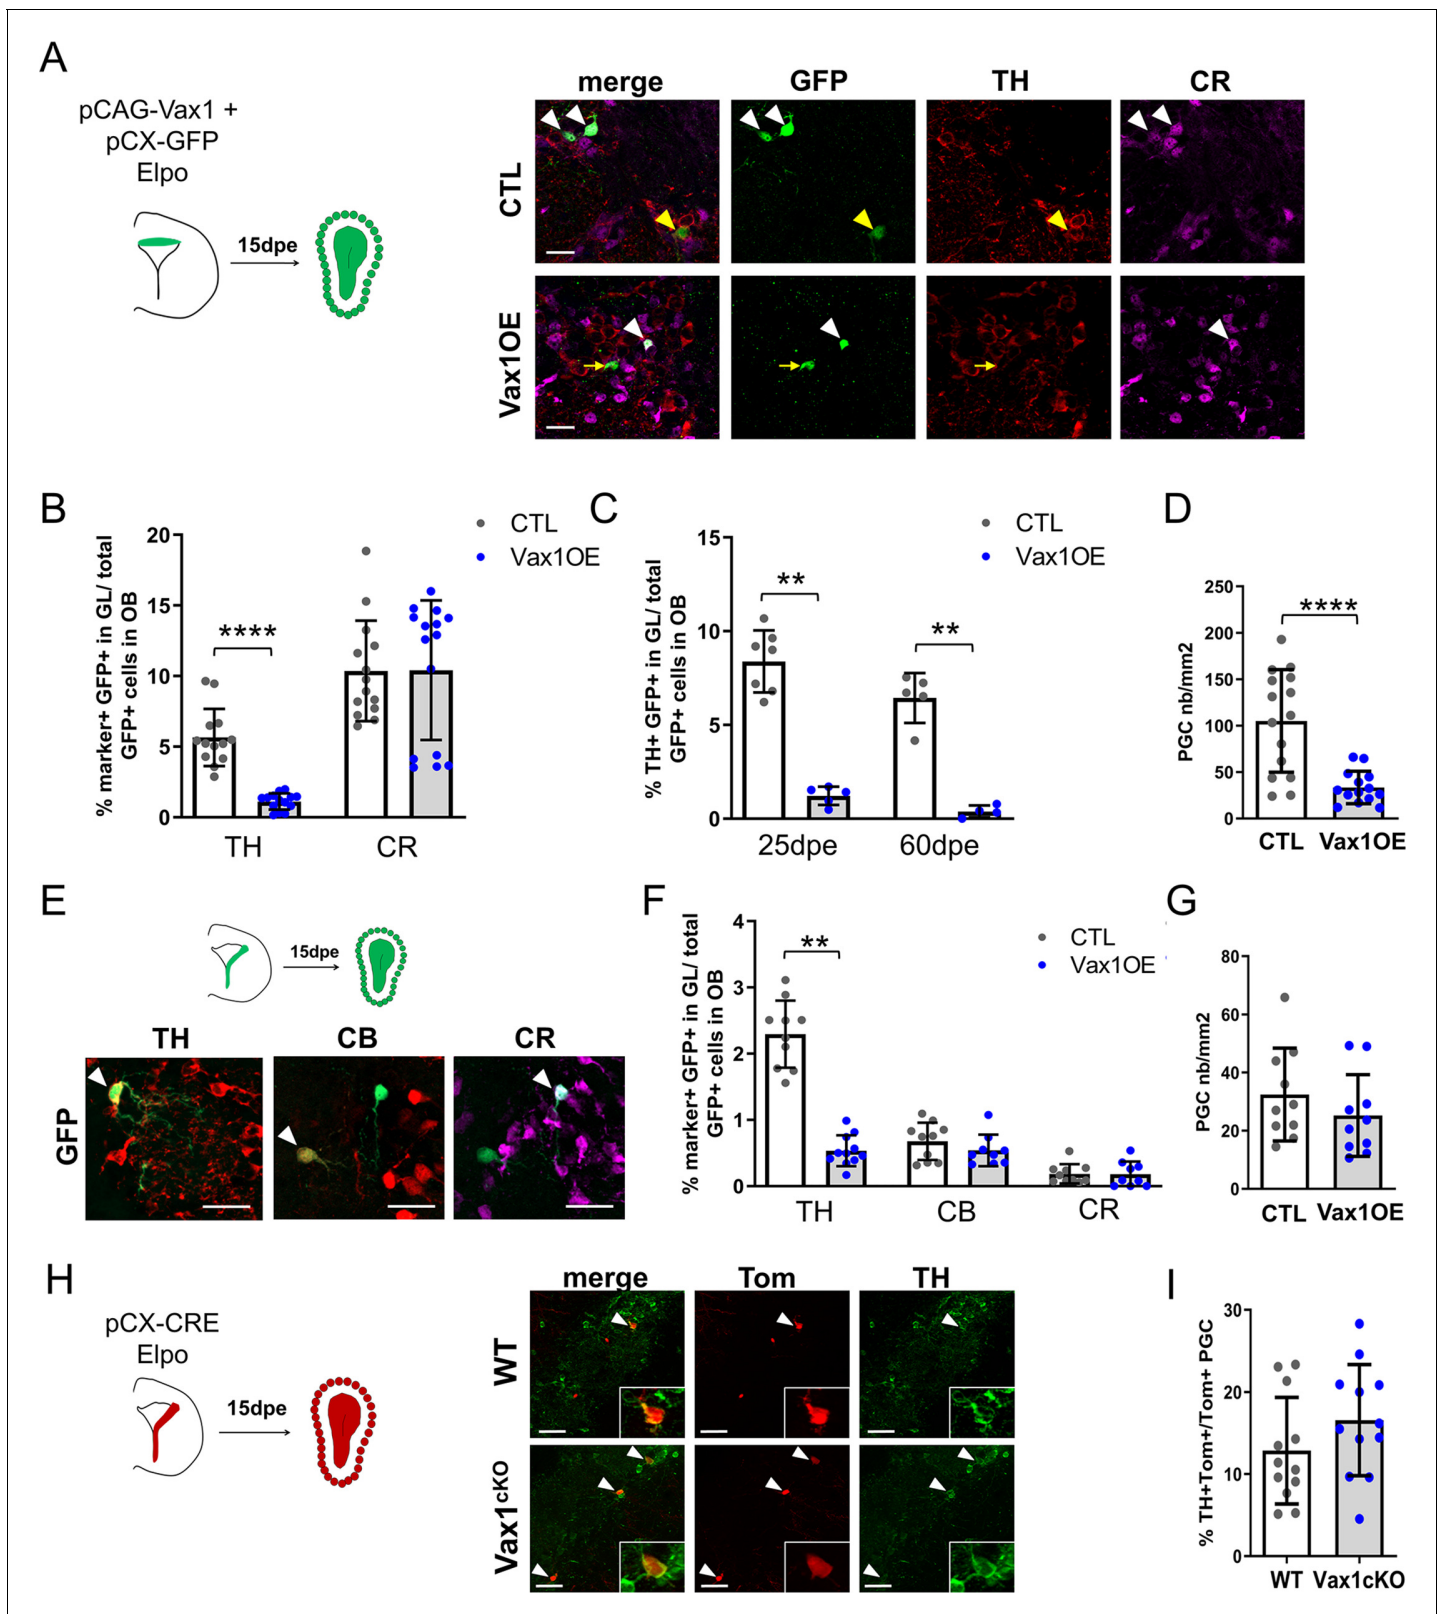 A
pCAG-Vax1 +
pCX-GFP
Elpo
15dpe
merge
GFP
TH
CR
CTL
Vax1OE
B
% marker+ GFP+ in GL/ total
GFP+ cells in OB
20
15
10
5
0
****
TH
CR
CTL
Vax1OE
C
% TH+ GFP+ in GL/ total
GFP+ cells in OB
15
10
5
0
**
**
25dpe
60dpe
CTL
Vax1OE
D
PGC nb/mm2
250
200
150
100
50
0
****
CTL
Vax1OE
E
15dpe
TH
CB
CR
GFP
F
% marker+ GFP+ in GL/ total
GFP+ cells in OB
4
3
2
1
0
**
TH
CB
CR
CTL
Vax1OE
G
PGC nb/mm2
80
60
40
20
0
CTL
Vax1OE
H
pCX-CRE
Elpo
15dpe
merge
Tom
TH
WT
Vax1cKO
I
% TH+Tom+/Tom+ PGC
30
20
10
0
WT
Vax1cKO